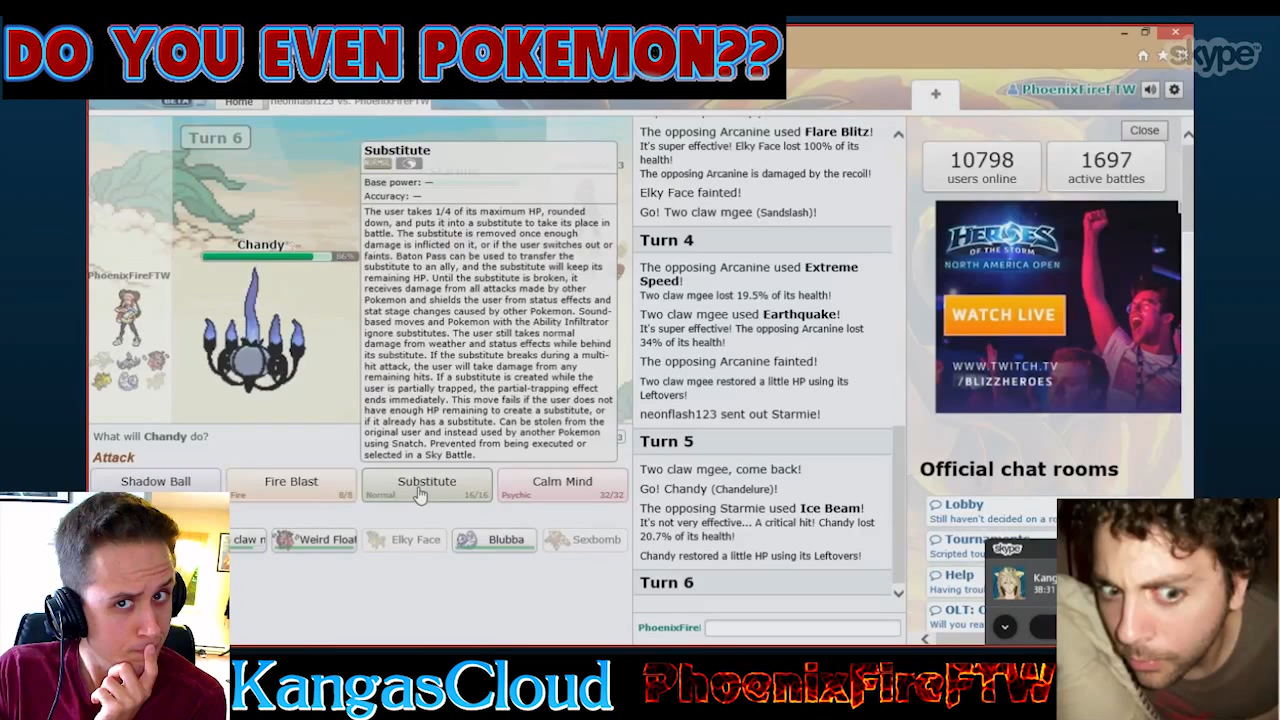 DO YOU EVEN POKEMON??
skype
BETA
Home
neonflash123 vs. PhoenixFireFTW
+
PhoenixFireFTW
Turn 6
Chandy
86%
PhoenixFireFTW
Substitute
NORMAL
Base power: —
Accuracy: —
The user takes 1/4 of its maximum HP, rounded
down, and puts it into a substitute to take its place in
battle. The substitute is removed once enough
damage is inflicted on it, or if the user switches out or
faints. Baton Pass can be used to transfer the
substitute to an ally, and the substitute will keep its
remaining HP. Until the substitute is broken, it
receives damage from all attacks made by other
Pokemon and shields the user from status effects and
stat stage changes caused by other Pokemon. Sound-
based moves and Pokemon with the Ability Infiltrator
ignore substitutes. The user still takes normal
damage from weather and status effects while behind
its substitute. If the substitute breaks during a multi-
hit attack, the user will take damage from any
remaining hits. If a substitute is created while the
user is partially trapped, the partial-trapping effect
ends immediately. This move fails if the user does not
have enough HP remaining to create a substitute, or
if it already has a substitute. Can be stolen from the
original user and instead used by another Pokemon
using Snatch. Prevented from being executed or
selected in a Sky Battle.
What will Chandy do?
Attack
Shadow Ball
Fire Blast
Fire 8/8
Substitute
Normal 16/16
Calm Mind
Psychic 32/32
claw m
Weird Float
Elky Face
Blubba
Sexbomb
The opposing Arcanine used Flare Blitz!
It's super effective! Elky Face lost 100% of its
health!
The opposing Arcanine is damaged by the recoil!
Elky Face fainted!
Go! Two claw mgee (Sandslash)!
Turn 4
The opposing Arcanine used Extreme
Speed!
Two claw mgee lost 19.5% of its health!
Two claw mgee used Earthquake!
It's super effective! The opposing Arcanine lost
34% of its health!
The opposing Arcanine fainted!
Two claw mgee restored a little HP using its
Leftovers!
neonflash123 sent out Starmie!
Turn 5
Two claw mgee, come back!
Go! Chandy (Chandelure)!
The opposing Starmie used Ice Beam!
It's not very effective... A critical hit! Chandy lost
20.7% of its health!
Chandy restored a little HP using its Leftovers!
Turn 6
PhoenixFire
Close
10798
users online
1697
active battles
HEROES
OF THE STORM
NORTH AMERICA OPEN
WATCH LIVE
WWW.TWITCH.TV
/BLIZZHEROES
Official chat rooms
Lobby
Still haven't decided on a ro
Tournaments
Scripted tou
Help
Having trou
OLT: O
Will you rea
skype
Kang
38:31
KangasCloud
PhoenixFireFTW